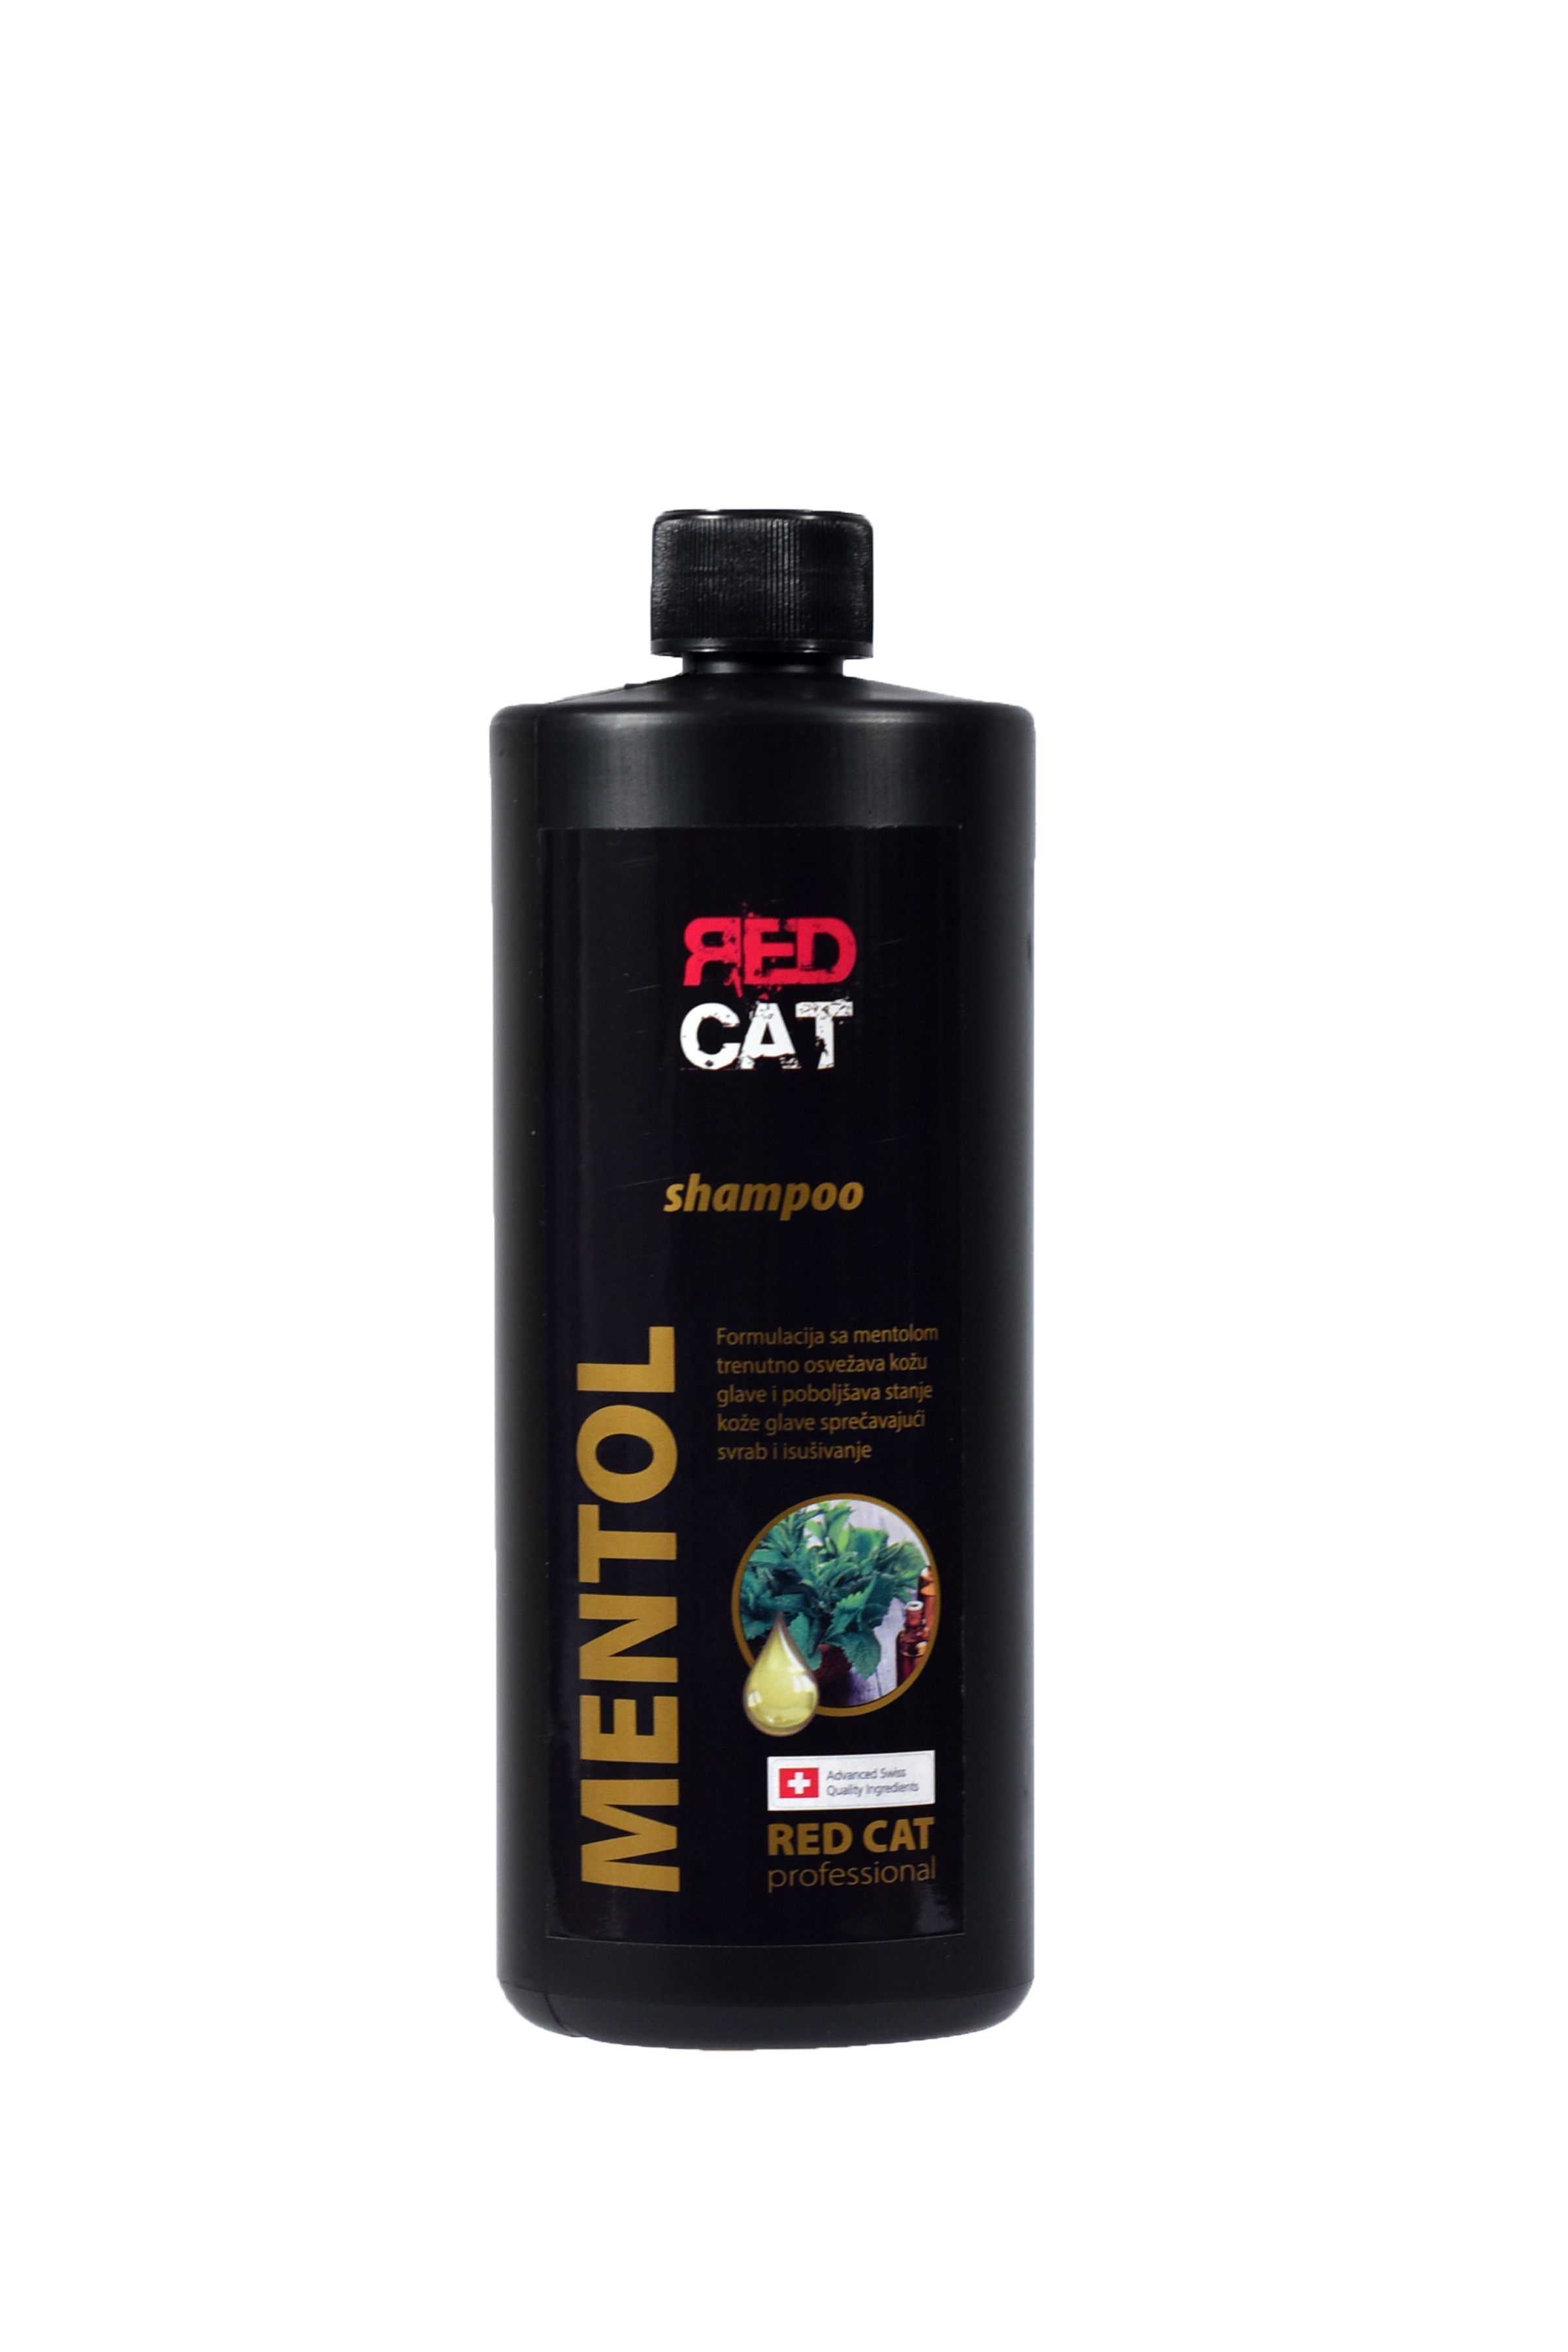 RED
CAT
shampoo
MENTOL
Formulacija sa mentolom
trenutno osvežava kožu
glave i poboljšava stanje
kože glave sprečavajući
svrab i isušivanje
Advanced Swiss
Quality Ingredients
RED CAT
professional